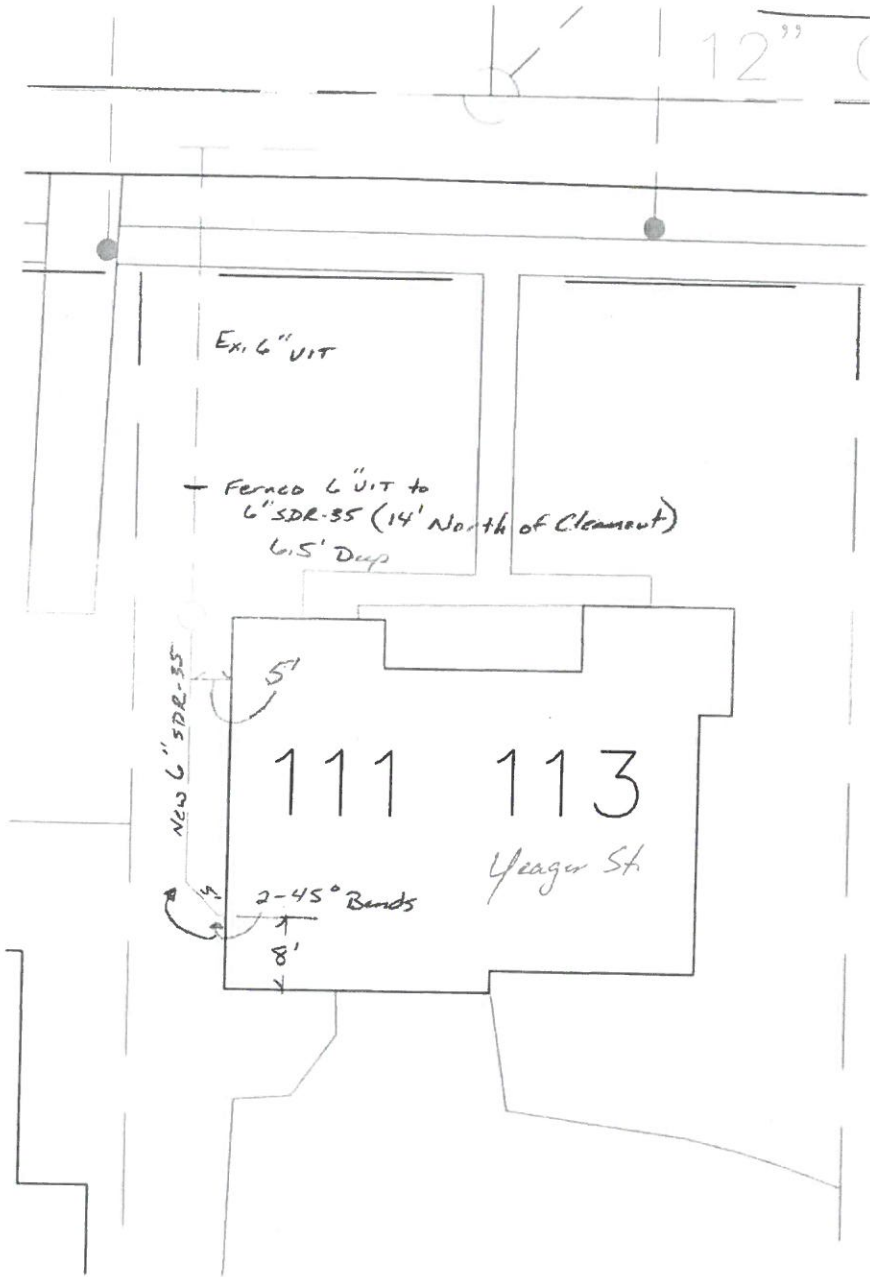 12"
Ex. 6" VIT
Fernco 6" VIT to
6" SDR-35 (14' North of Cleanout)
6.5' Deep
New 6" SDR-35
5'
111 113
Yeager St.
2-45° Bends
8'